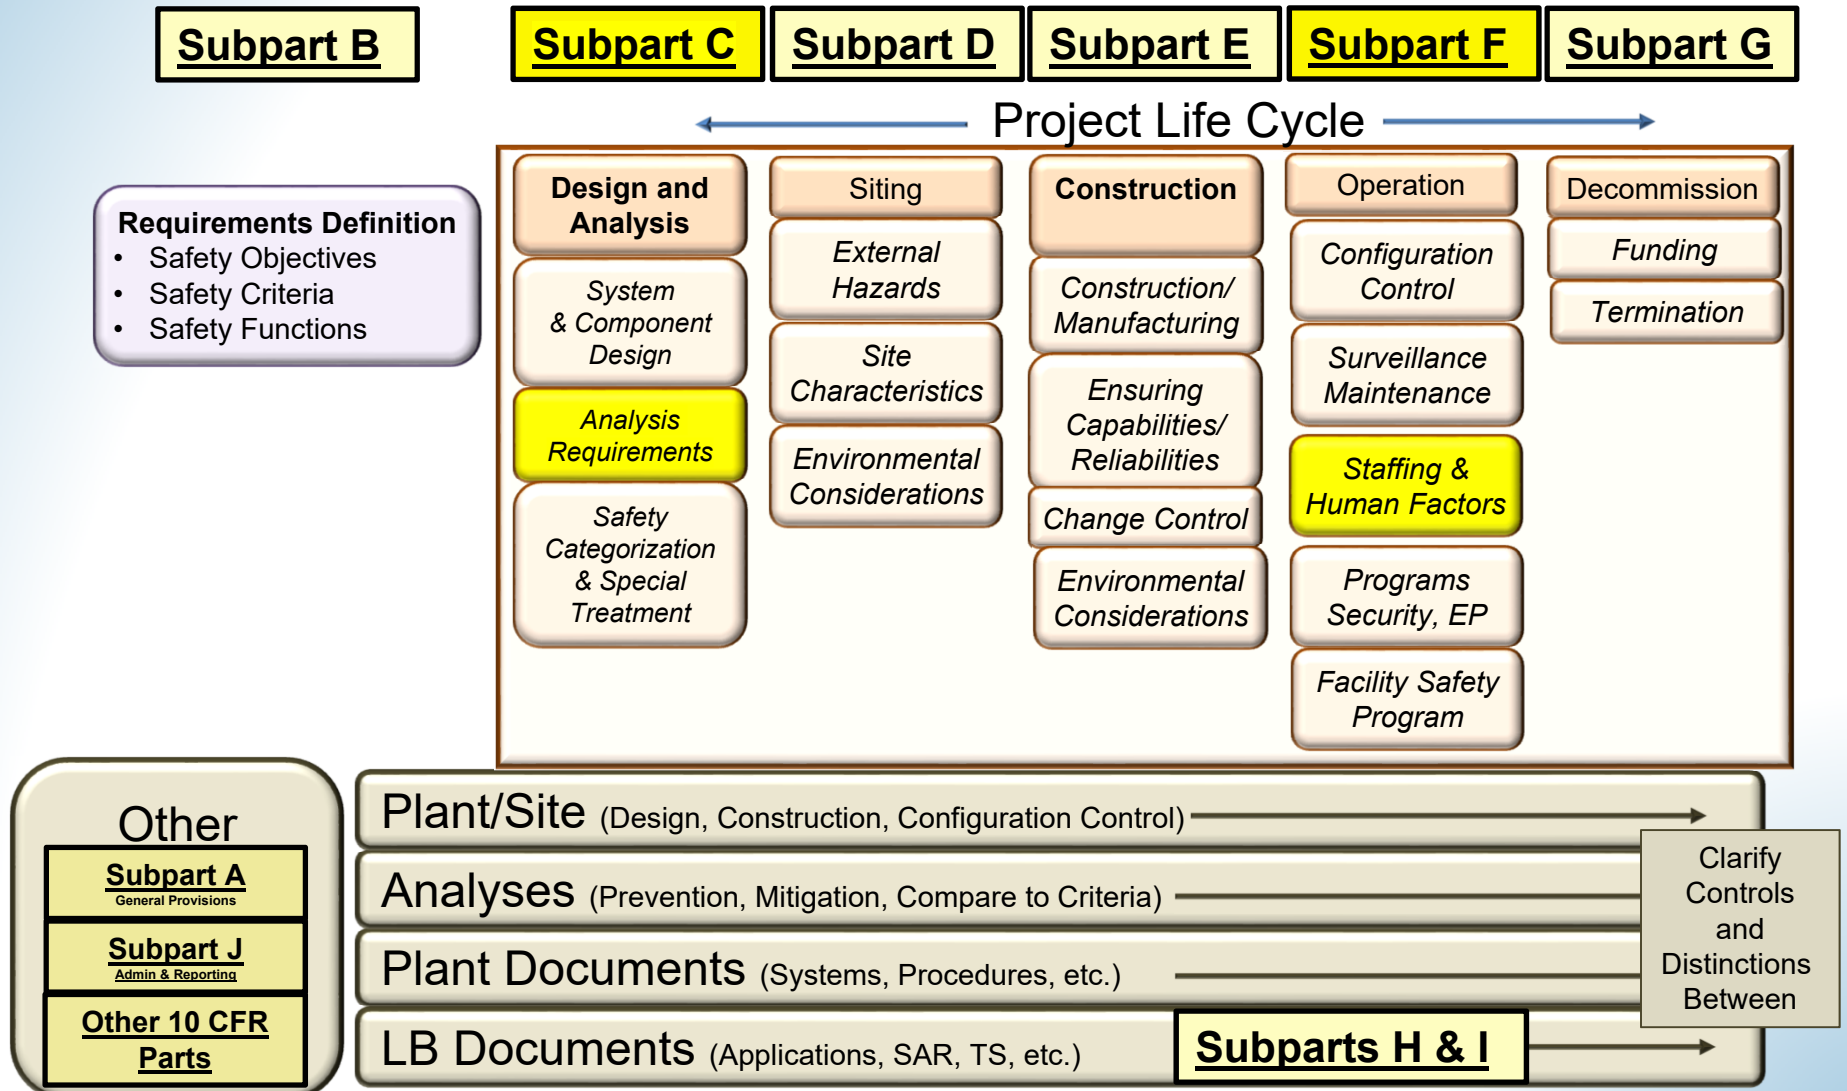 Subpart B
Subpart C
Subpart D
Subpart E
Subpart F
Subpart G
Project Life Cycle
Requirements Definition
• Safety Objectives
• Safety Criteria
• Safety Functions
Design and
Analysis
System
& Component
Design
Analysis
Requirements
Safety
Categorization
& Special
Treatment
Siting
External
Hazards
Site
Characteristics
Environmental
Considerations
Construction
Construction/
Manufacturing
Ensuring
Capabilities/
Reliabilities
Change Control
Environmental
Considerations
Operation
Configuration
Control
Surveillance
Maintenance
Staffing &
Human Factors
Programs
Security, EP
Facility Safety
Program
Decommission
Funding
Termination
Other
Subpart A
General Provisions
Subpart J
Admin & Reporting
Other 10 CFR
Parts
Plant/Site (Design, Construction, Configuration Control)
Analyses (Prevention, Mitigation, Compare to Criteria)
Plant Documents (Systems, Procedures, etc.)
LB Documents (Applications, SAR, TS, etc.)
Subparts H & I
Clarify
Controls
and
Distinctions
Between